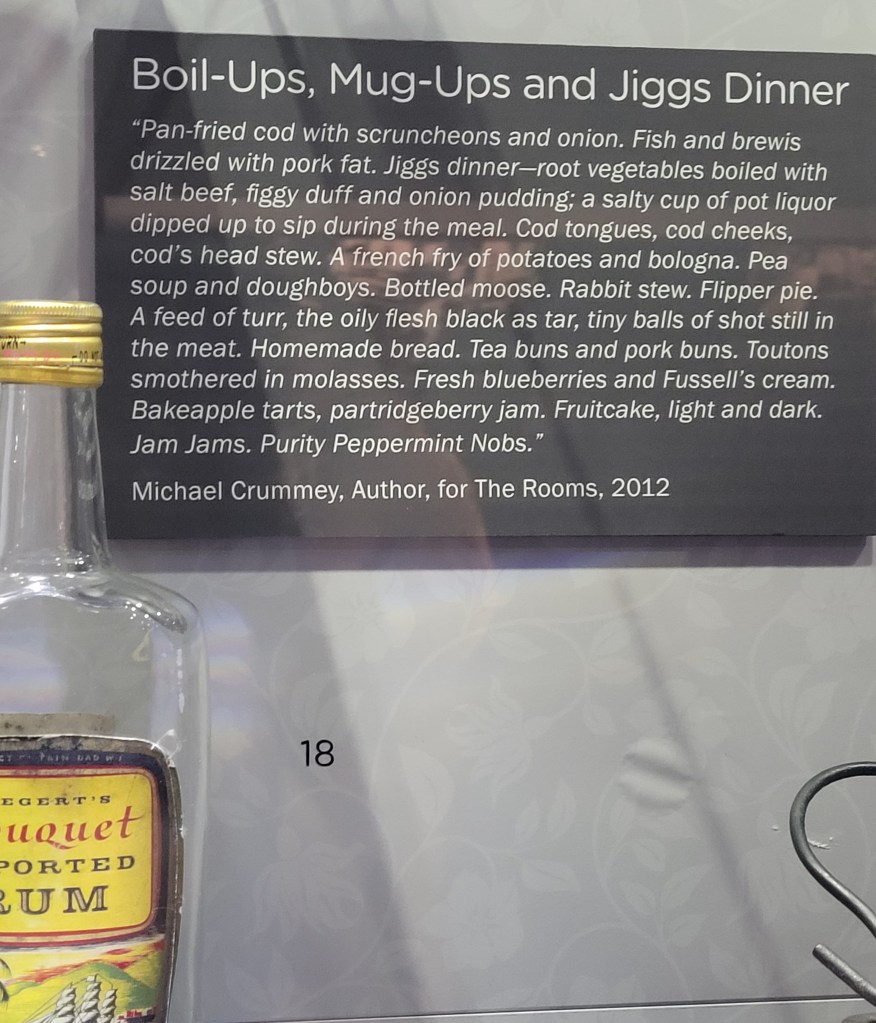 Boil-Ups, Mug-Ups and Jiggs Dinner
“Pan-fried cod with scruncheons and onion. Fish and brewis
drizzled with pork fat. Jiggs dinner—root vegetables boiled with
salt beef, figgy duff and onion pudding; a salty cup of pot liquor
dipped up to sip during the meal. Cod tongues, cod cheeks,
cod’s head stew. A french fry of potatoes and bologna. Pea
soup and doughboys. Bottled moose. Rabbit stew. Flipper pie.
A feed of turr, the oily flesh black as tar, tiny balls of shot still in
the meat. Homemade bread. Tea buns and pork buns. Toutons
smothered in molasses. Fresh blueberries and Fussell’s cream.
Bakeapple tarts, partridgeberry jam. Fruitcake, light and dark.
Jam Jams. Purity Peppermint Nobs.”
Michael Crummey, Author, for The Rooms, 2012
18
EGERT'S
uquet
PORTED
RUM